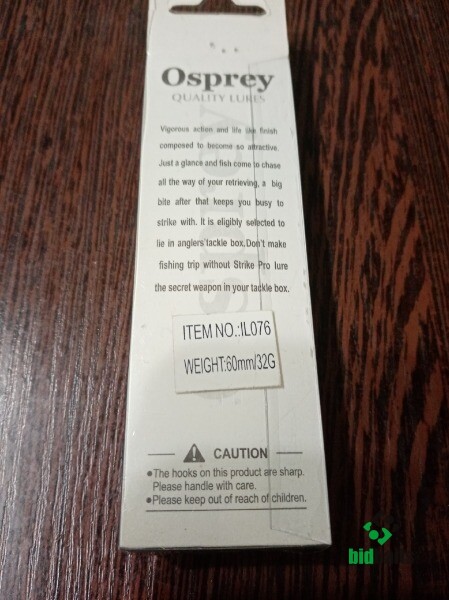 Osprey
QUALITY LURES
Vigorous action and life like finish
composed to become so attractive.
Just a glance and fish come to chase
all the way of your retrieving, a big
bite after that keeps you busy to
strike with. It is eligibly selected to
lie in anglers'tackle box.Don't make
fishing trip without Strike Pro lure
the secret weapon in your tackle box.
ITEM NO.:IL076
WEIGHT:60mm/32G
CAUTION
•The hooks on this product are sharp.
Please handle with care.
•Please keep out of reach of children.
bid